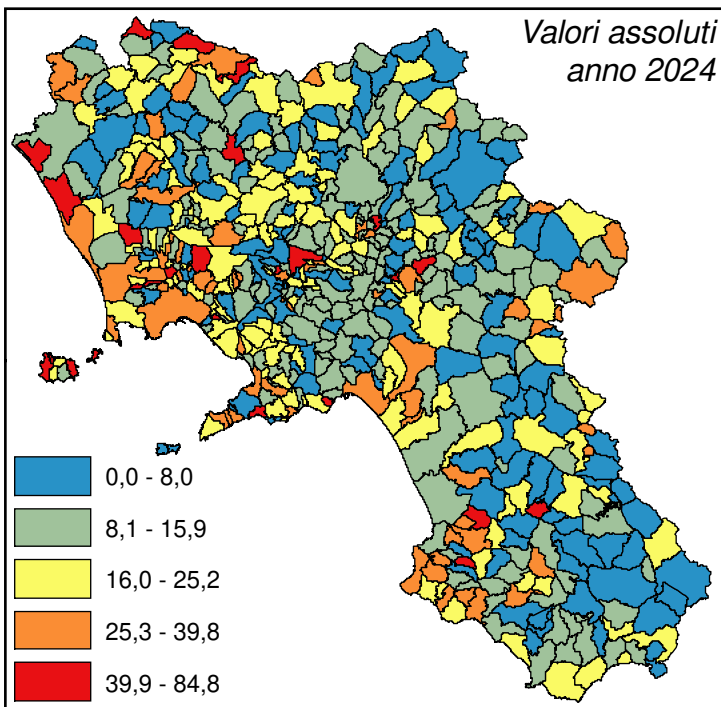 Valori assoluti
anno 2024
0,0 - 8,0
8,1 - 15,9
16,0 - 25,2
25,3 - 39,8
39,9 - 84,8